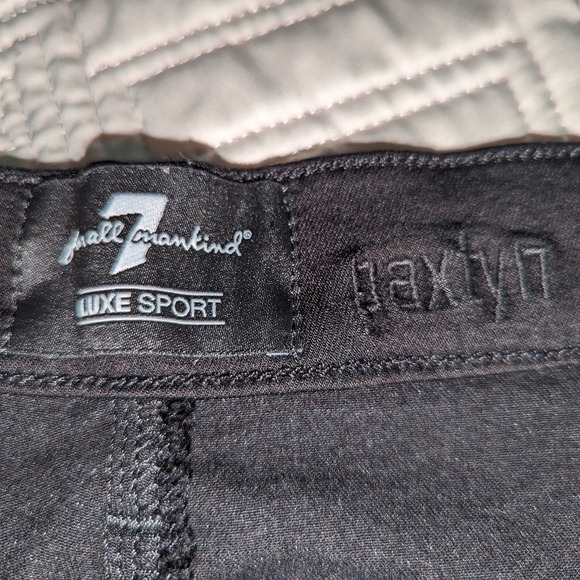 7 for all mankind®
LUXE SPORT
paxtyn